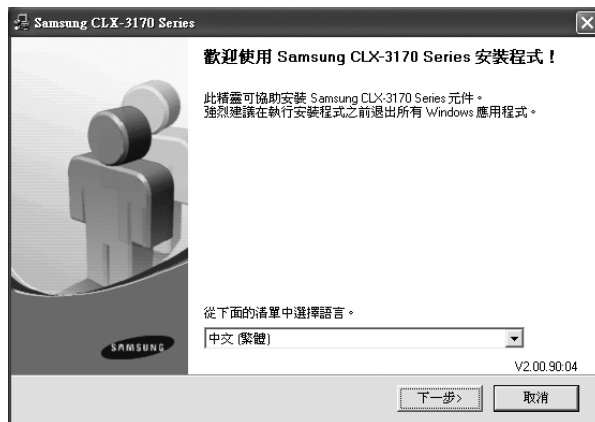 Samsung CLX-3170 Series
歡迎使用 Samsung CLX-3170 Series 安裝程式！
此精靈可協助安裝 Samsung CLX-3170 Series 元件。
強烈建議在執行安裝程式之前退出所有 Windows 應用程式。
從下面的清單中選擇語言。
中文 (繁體)
SAMSUNG
V2.00.90:04
下一步>
取消